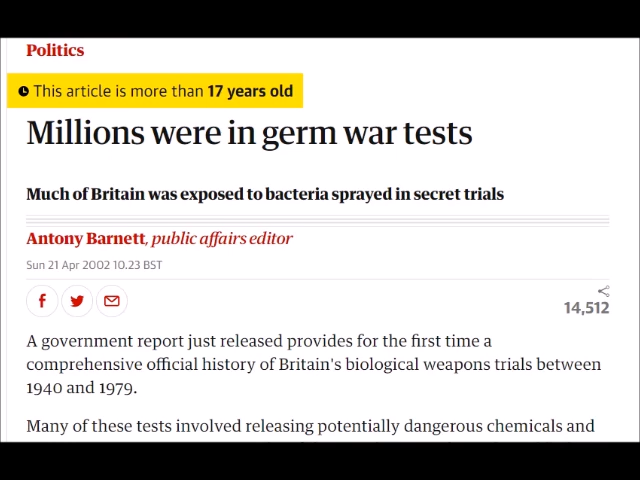 Politics
This article is more than 17 years old
Millions were in germ war tests
Much of Britain was exposed to bacteria sprayed in secret trials
Antony Barnett, public affairs editor
Sun 21 Apr 2002 10.23 BST
14,512
A government report just released provides for the first time a
comprehensive official history of Britain's biological weapons trials between
1940 and 1979.
Many of these tests involved releasing potentially dangerous chemicals and